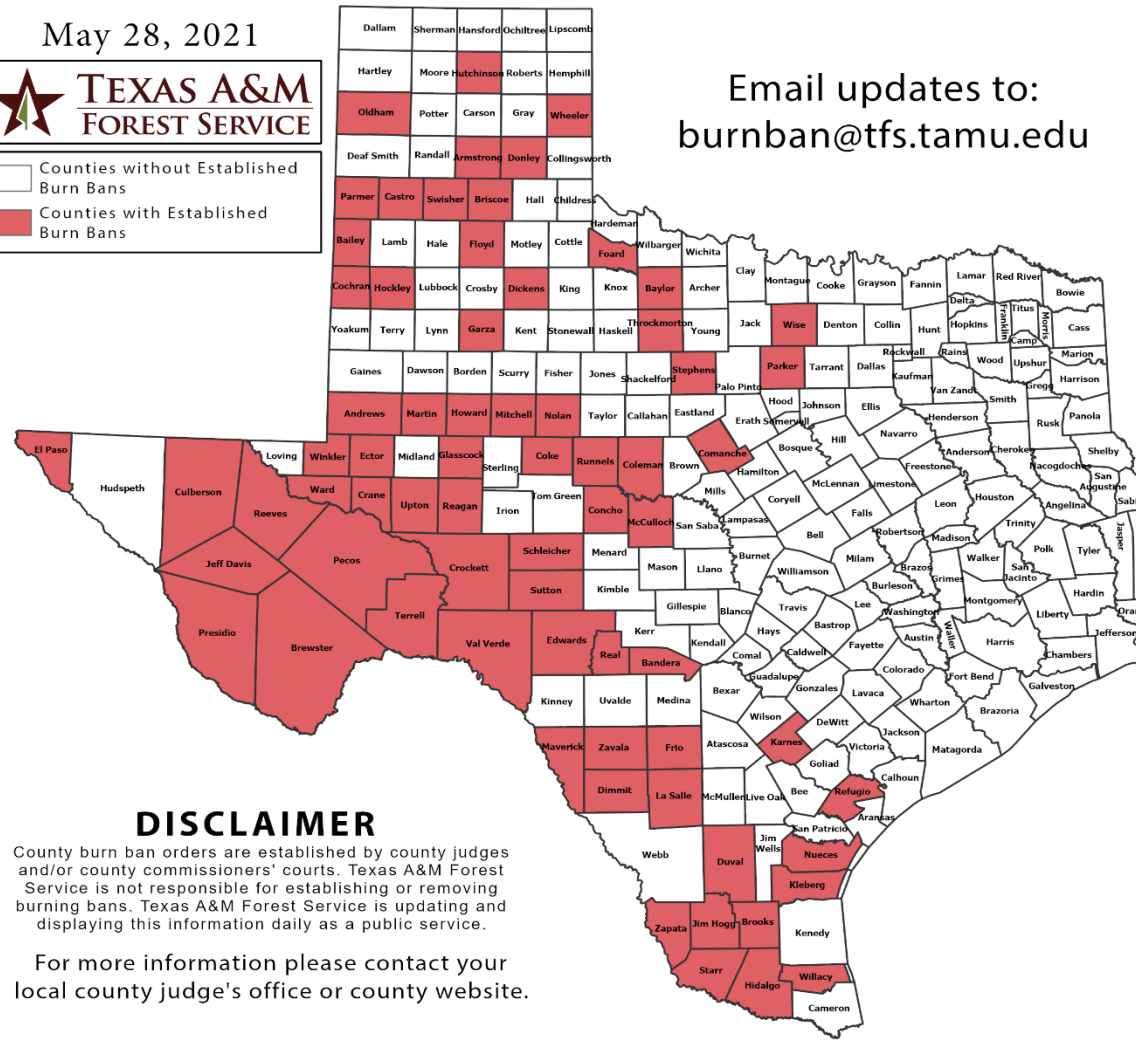 May 28, 2021
TEXAS A&M
FOREST SERVICE
Counties without Established
Burn Bans
Counties with Established
Burn Bans
Email updates to:
burnban@tfs.tamu.edu
Dallam Sherman Hansford Ochiltree Lipscomb
Hartley Moore Hutchinson Roberts Hemphill
Oldham Potter Carson Gray Wheeler
Deaf Smith Randall Armstrong Donley Collingsworth
Parmer Castro Swisher Briscoe Hall Childress
Hardeman
Bailey Lamb Hale Floyd Motley Cottle Foard Wilbarger Wichita
Clay Montague Cooke Grayson Fannin Lamar Red River Bowie
Cochran Hockley Lubbock Crosby Dickens King Knox Baylor Archer
Delta Franklin Titus Morris Cass
Yoakum Terry Lynn Garza Kent Stonewall Haskell Throckmorton Young Jack Wise Denton Collin Hunt Hopkins Camp
Rockwall Rains Wood Upshur Marion
Gaines Dawson Borden Scurry Fisher Jones Shackelford Stephens Palo Pinto Parker Tarrant Dallas Kaufman Van Zandt Gregg Harrison
Smith
Andrews Martin Howard Mitchell Nolan Taylor Callahan Eastland Erath Hood Somervell Johnson Ellis Henderson Rusk Panola
El Paso Hudspeth Culberson Loving Winkler Ector Midland Glasscock Sterling Coke Runnels Coleman Brown Comanche Hamilton Bosque Hill Navarro Anderson Cherokee Shelby
Freestone Nacogdoches San
Augustine
Reeves Ward Crane Upton Reagan Irion Tom Green Concho McCulloch San Saba Mills Lampasas Coryell McLennan Limestone Falls Leon Houston Angelina Sabi
Jeff Davis Pecos Crockett Schleicher Menard Mason Llano Burnet Bell Milam Robertson Madison Trinity Polk Tyler Jasper
Walker San
Jacinto
Presidio Brewster Terrell Val Verde Sutton Kimble Gillespie Blanco Williamson Travis Burleson Brazos Grimes Montgomery Liberty Hardin Ora
Edwards Real Kerr Bandera Kendall Hays Comal Caldwell Bastrop Lee Washington Fayette Austin Waller Harris Chambers Jefferson
Kinney Uvalde Medina Bexar Guadalupe Gonzales Lavaca Colorado Wharton Fort Bend Brazoria Galveston
Maverick Zavala Frio Atascosa Wilson Karnes DeWitt Victoria Jackson Matagorda
Dimmit La Salle McMullen Live Oak Bee Goliad Refugio Calhoun Aransas
San Patricio
Webb Duval Jim
Wells Nueces
Kleberg
Zapata Jim Hogg Brooks Kenedy
Starr Hidalgo Willacy
Cameron
DISCLAIMER
County burn ban orders are established by county judges
and/or county commissioners' courts. Texas A&M Forest
Service is not responsible for establishing or removing
burning bans. Texas A&M Forest Service is updating and
displaying this information daily as a public service.
For more information please contact your
local county judge's office or county website.